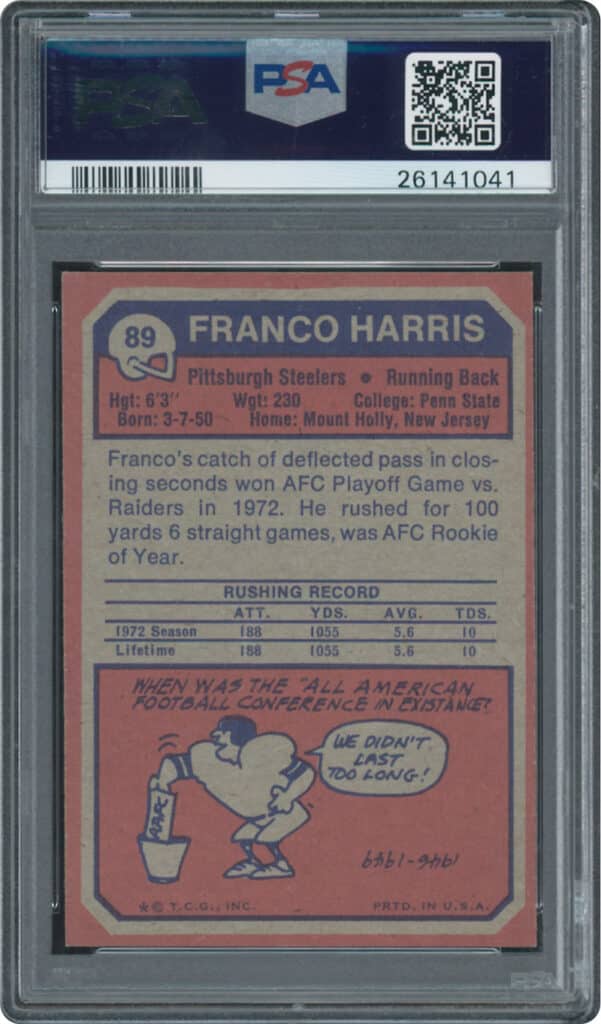 PSA
PSA
26141041
89
FRANCO HARRIS
Pittsburgh Steelers ● Running Back
Hgt: 6'3" Wgt: 230 College: Penn State
Born: 3-7-50 Home: Mount Holly, New Jersey
Franco's catch of deflected pass in clos-
ing seconds won AFC Playoff Game vs.
Raiders in 1972. He rushed for 100
yards 6 straight games, was AFC Rookie
of Year.
RUSHING RECORD
ATT. YDS. AVG. TDS.
1972 Season 188 1055 5.6 10
Lifetime 188 1055 5.6 10
WHEN WAS THE "ALL AMERICAN
FOOTBALL CONFERENCE IN EXISTANCE?
WE DIDN'T
LAST
TOO LONG!
AAFC
1946-1949
*© T.C.G., INC. PRTD. IN U.S.A.
PSA